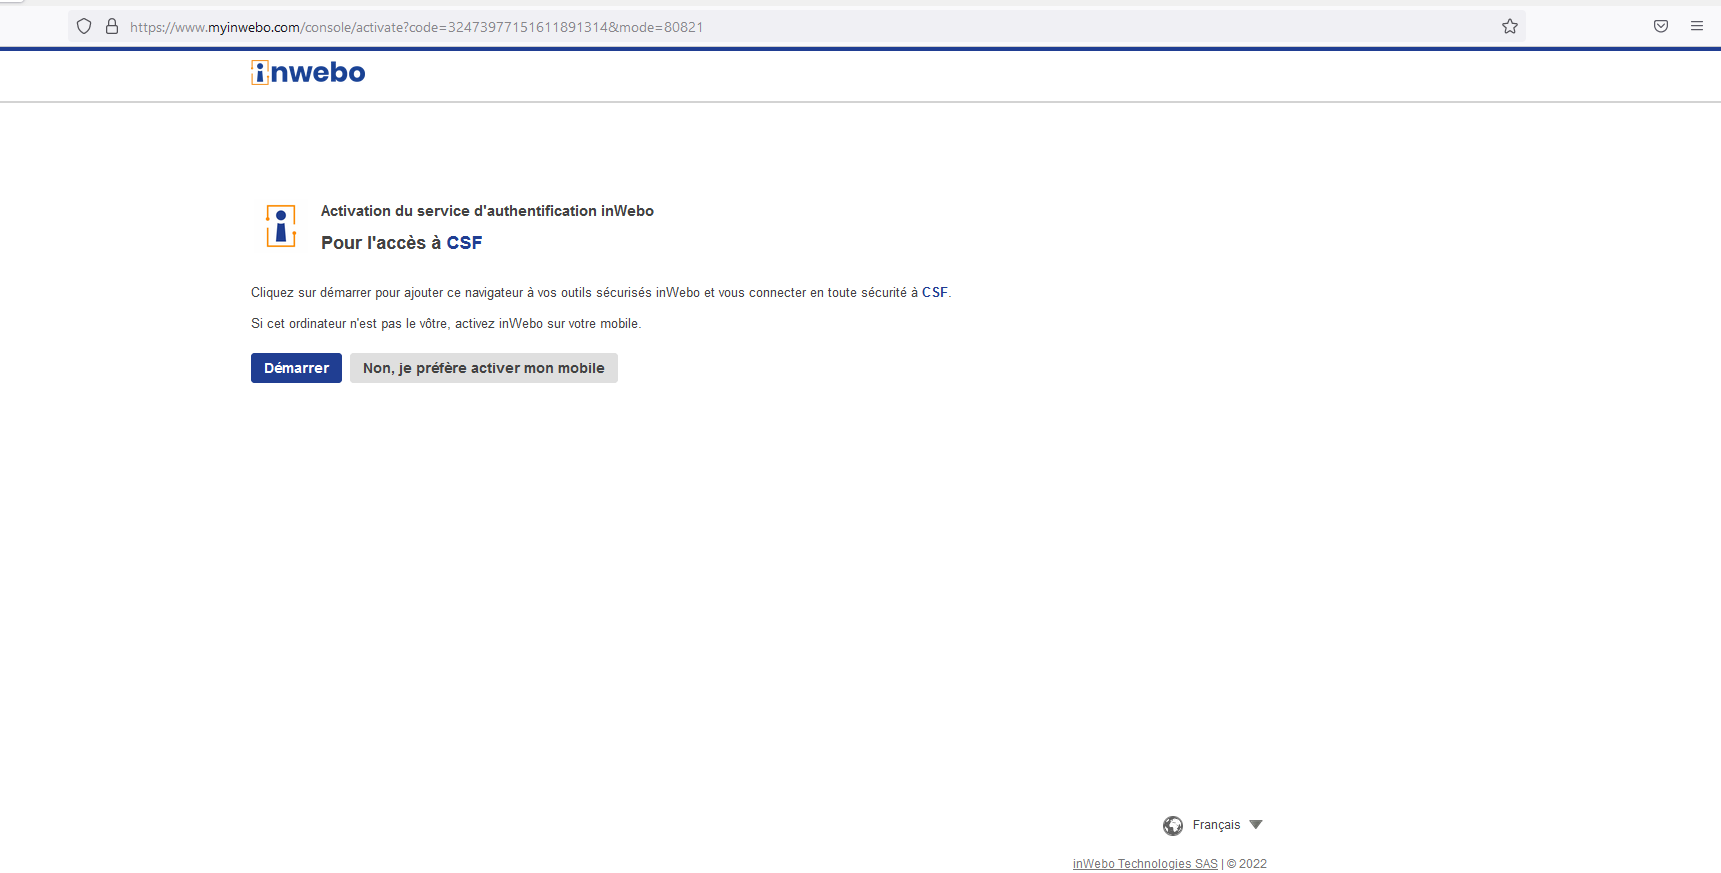 https://www.myinwebo.com/console/activate?code=32473977151611891314&mode=80821
inwebo
Activation du service d'authentification inWebo
Pour l'accès à CSF
Cliquez sur démarrer pour ajouter ce navigateur à vos outils sécurisés inWebo et vous connecter en toute sécurité à CSF.
Si cet ordinateur n'est pas le vôtre, activez inWebo sur votre mobile.
Démarrer
Non, je préfère activer mon mobile
Français
inWebo Technologies SAS | © 2022